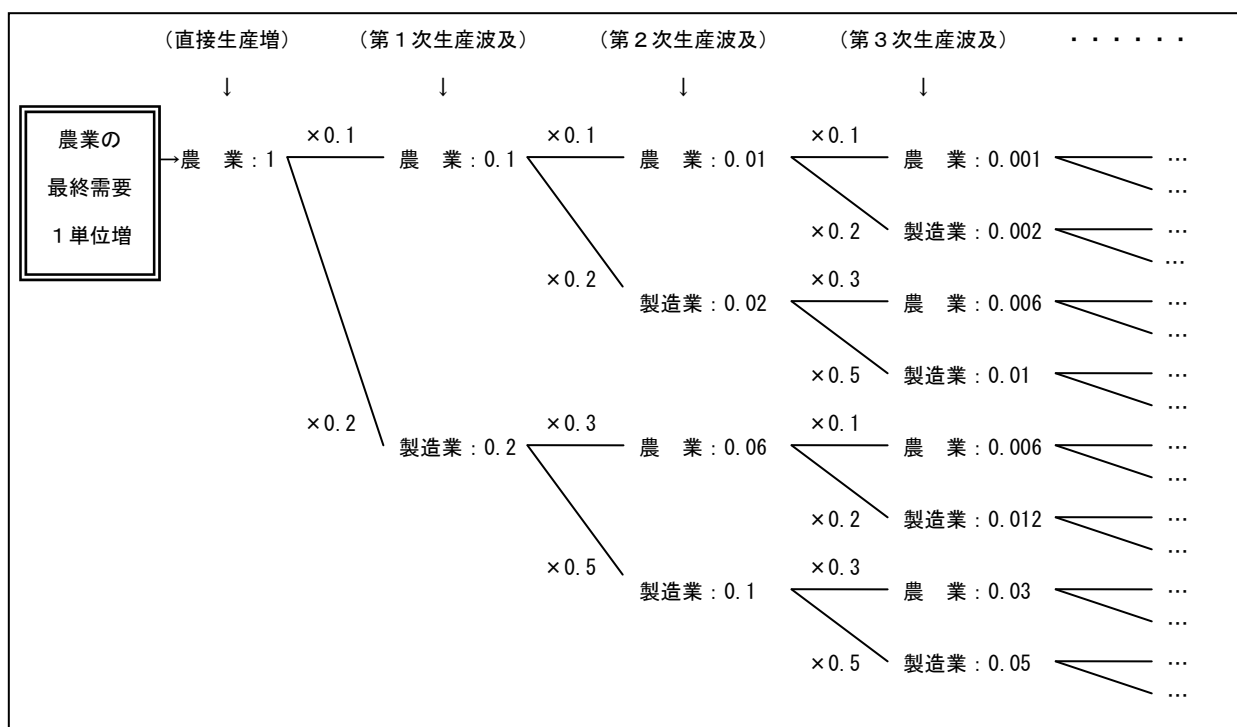 (直接生産増) (第1次生産波及) (第2次生産波及) (第3次生産波及) ・・・・・・
↓ ↓ ↓ ↓
農業の
最終需要
1単位増
×0.1 ×0.1 ×0.1
→農 業:1 農 業:0.1 農 業:0.01 農 業:0.001 …
…
×0.2 製造業:0.002 …
…
×0.2 ×0.3
製造業:0.02 農 業:0.006 …
…
×0.5 製造業:0.01 …
…
×0.2 ×0.3 ×0.1
製造業:0.2 農 業:0.06 農 業:0.006 …
…
×0.2 製造業:0.012 …
…
×0.5 ×0.3
製造業:0.1 農 業:0.03 …
…
×0.5 製造業:0.05 …
…